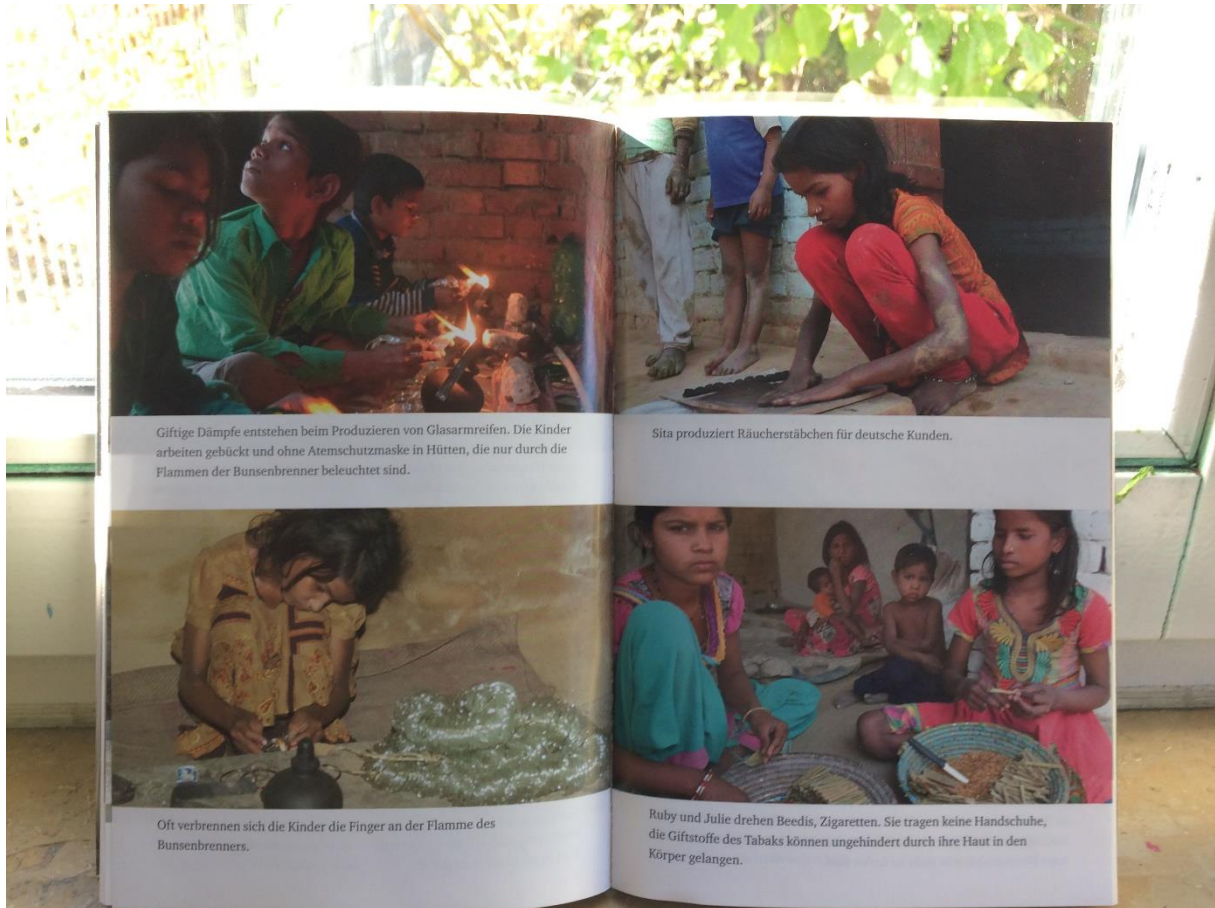 Giftige Dämpfe entstehen beim Produzieren von Glasarmreifen. Die Kinder
arbeiten gebückt und ohne Atemschutzmaske in Hütten, die nur durch die
Flammen der Bunsenbrenner beleuchtet sind.
Oft verbrennen sich die Kinder die Finger an der Flamme des
Bunsenbrenners.
Sita produziert Räucherstäbchen für deutsche Kunden.
Ruby und Julie drehen Beedis, Zigaretten. Sie tragen keine Handschuhe,
die Giftstoffe des Tabaks können ungehindert durch ihre Haut in den
Körper gelangen.